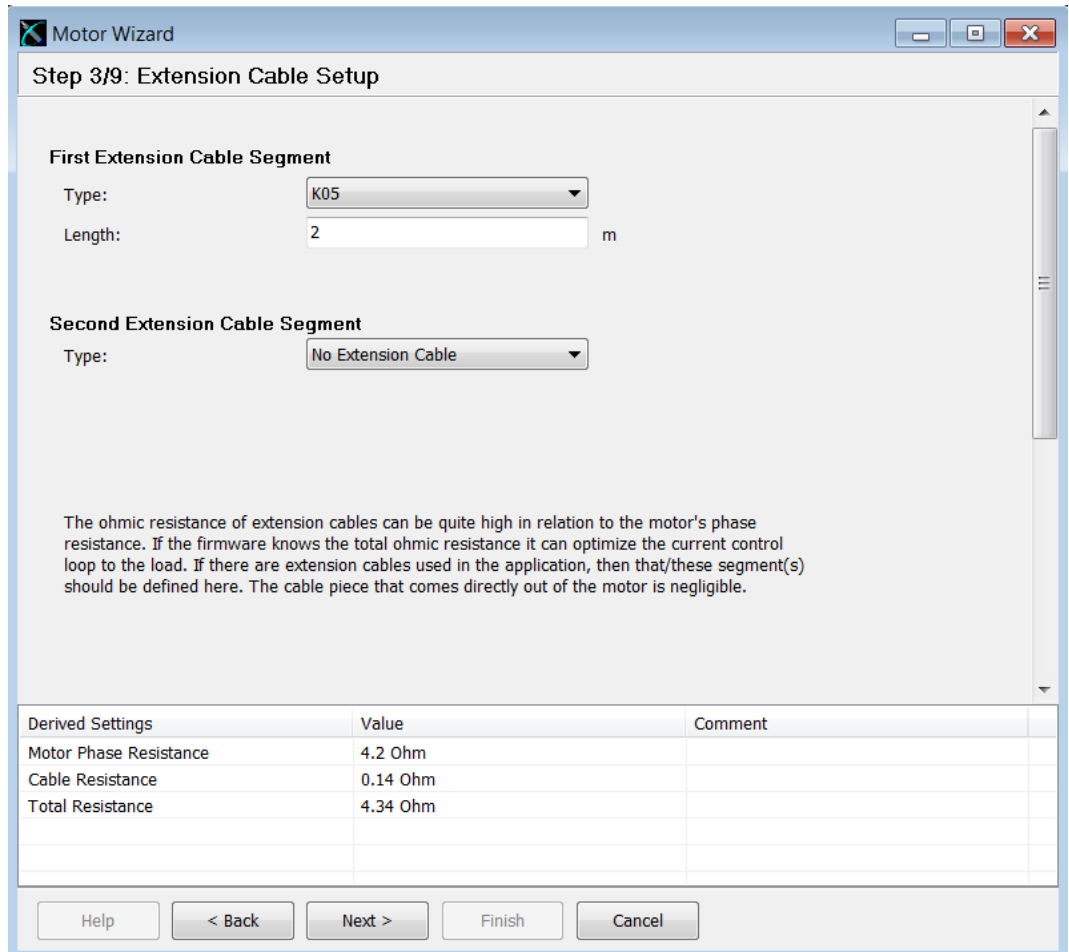 Motor Wizard
Step 3/9: Extension Cable Setup
First Extension Cable Segment
Type: K05
Length: 2 m
Second Extension Cable Segment
Type: No Extension Cable
The ohmic resistance of extension cables can be quite high in relation to the motor's phase
resistance. If the firmware knows the total ohmic resistance it can optimize the current control
loop to the load. If there are extension cables used in the application, then that/these segment(s)
should be defined here. The cable piece that comes directly out of the motor is negligible.
Derived Settings Value Comment
Motor Phase Resistance 4.2 Ohm
Cable Resistance 0.14 Ohm
Total Resistance 4.34 Ohm
Help < Back Next > Finish Cancel